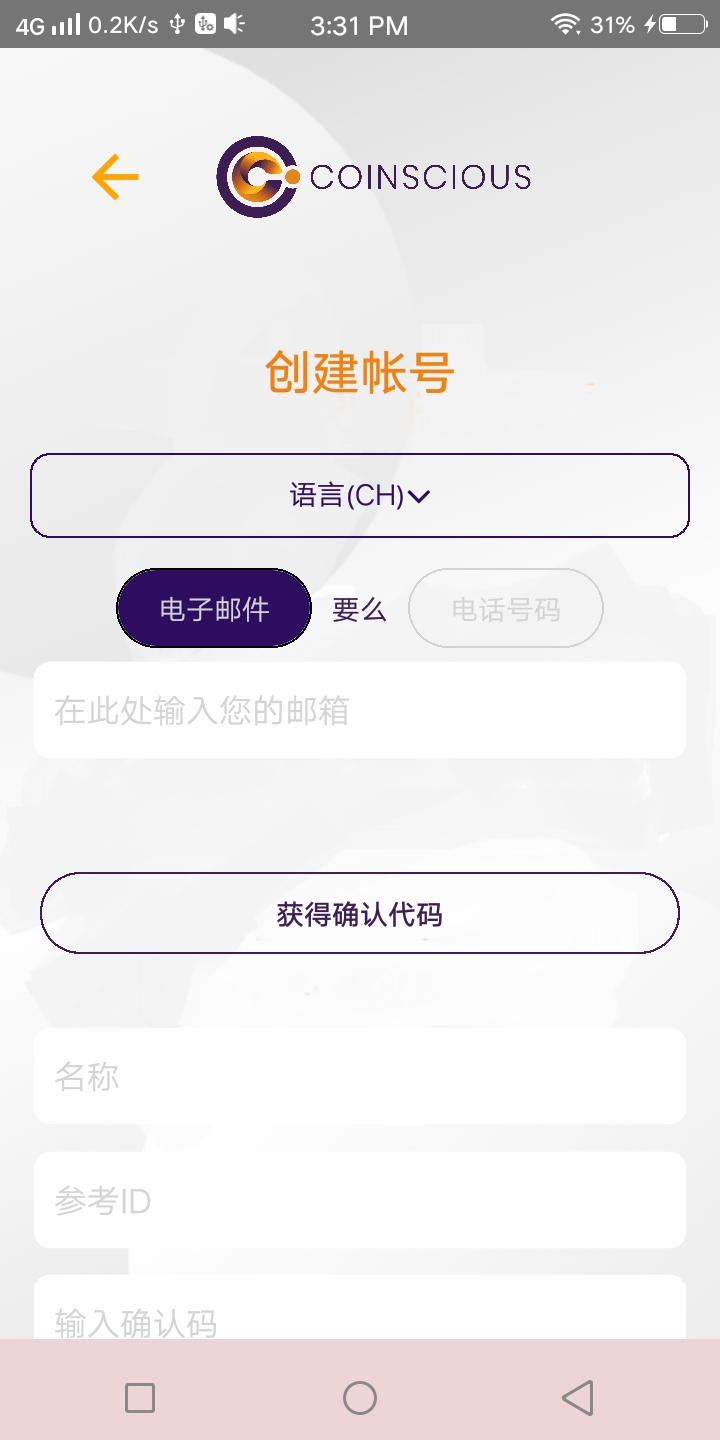 4G 0.2K/s 3:31 PM 31%
COINSCIOUS
创建帐号
语言(CH)
电子邮件 要么 电话号码
在此处输入您的邮箱
获得确认代码
名称
参考ID
输入确认码